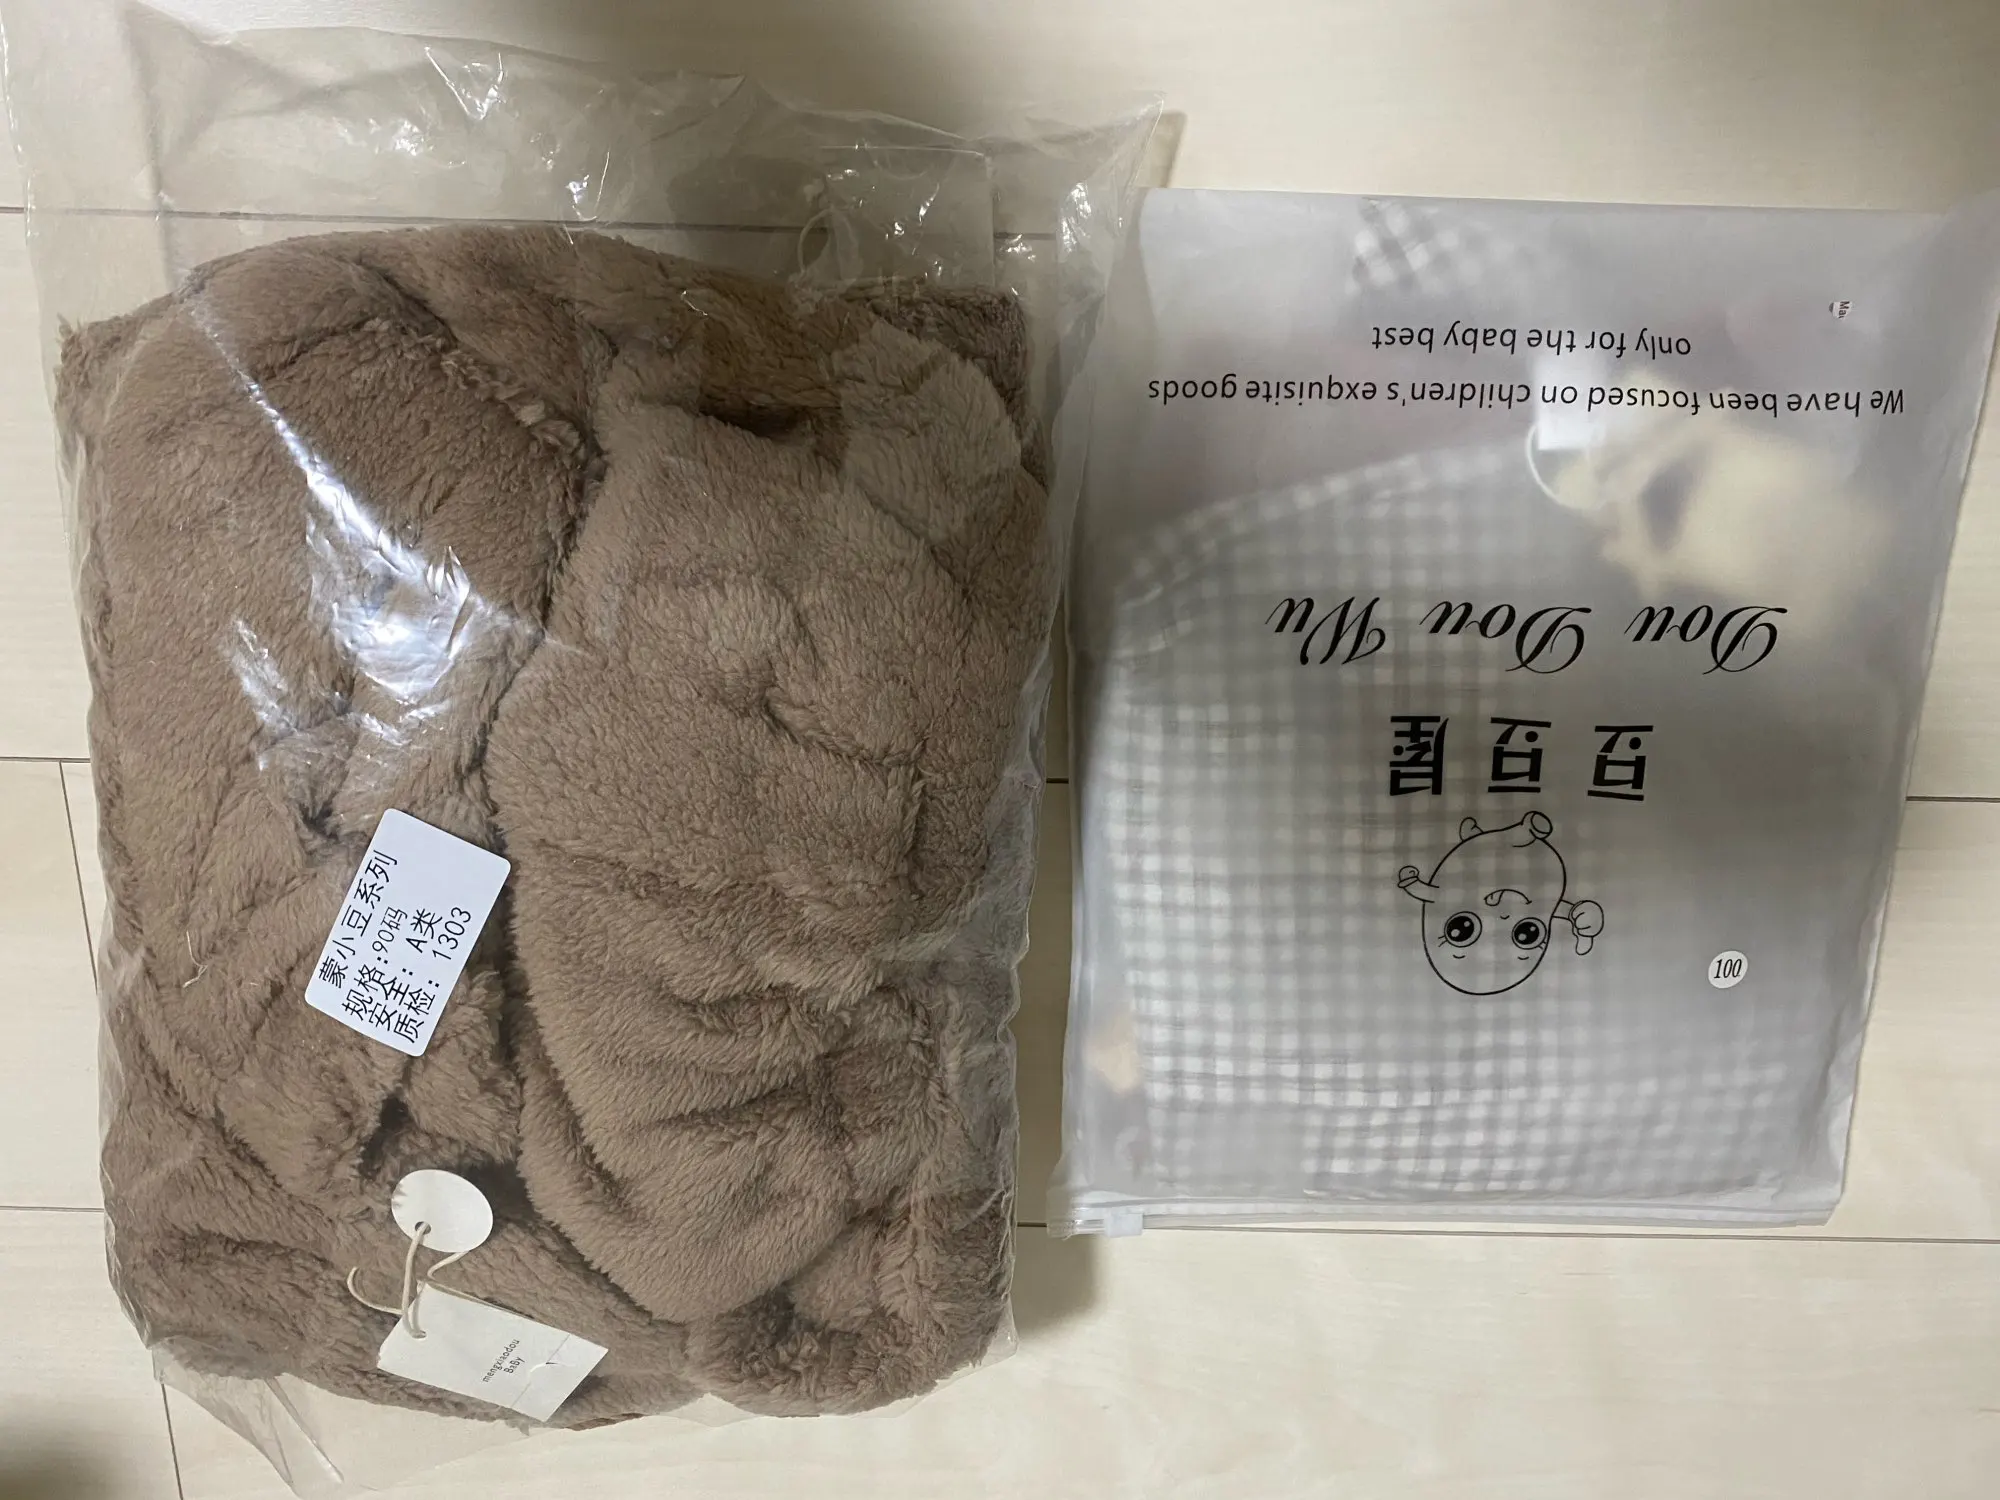 蒙小豆系列
规格:90码
安全: A类
质检: 1303
mengxiaodou
BaBy
100
豆豆屋
Dou Dou Wu
We have been focused on children's exquisite goods
only for the baby best